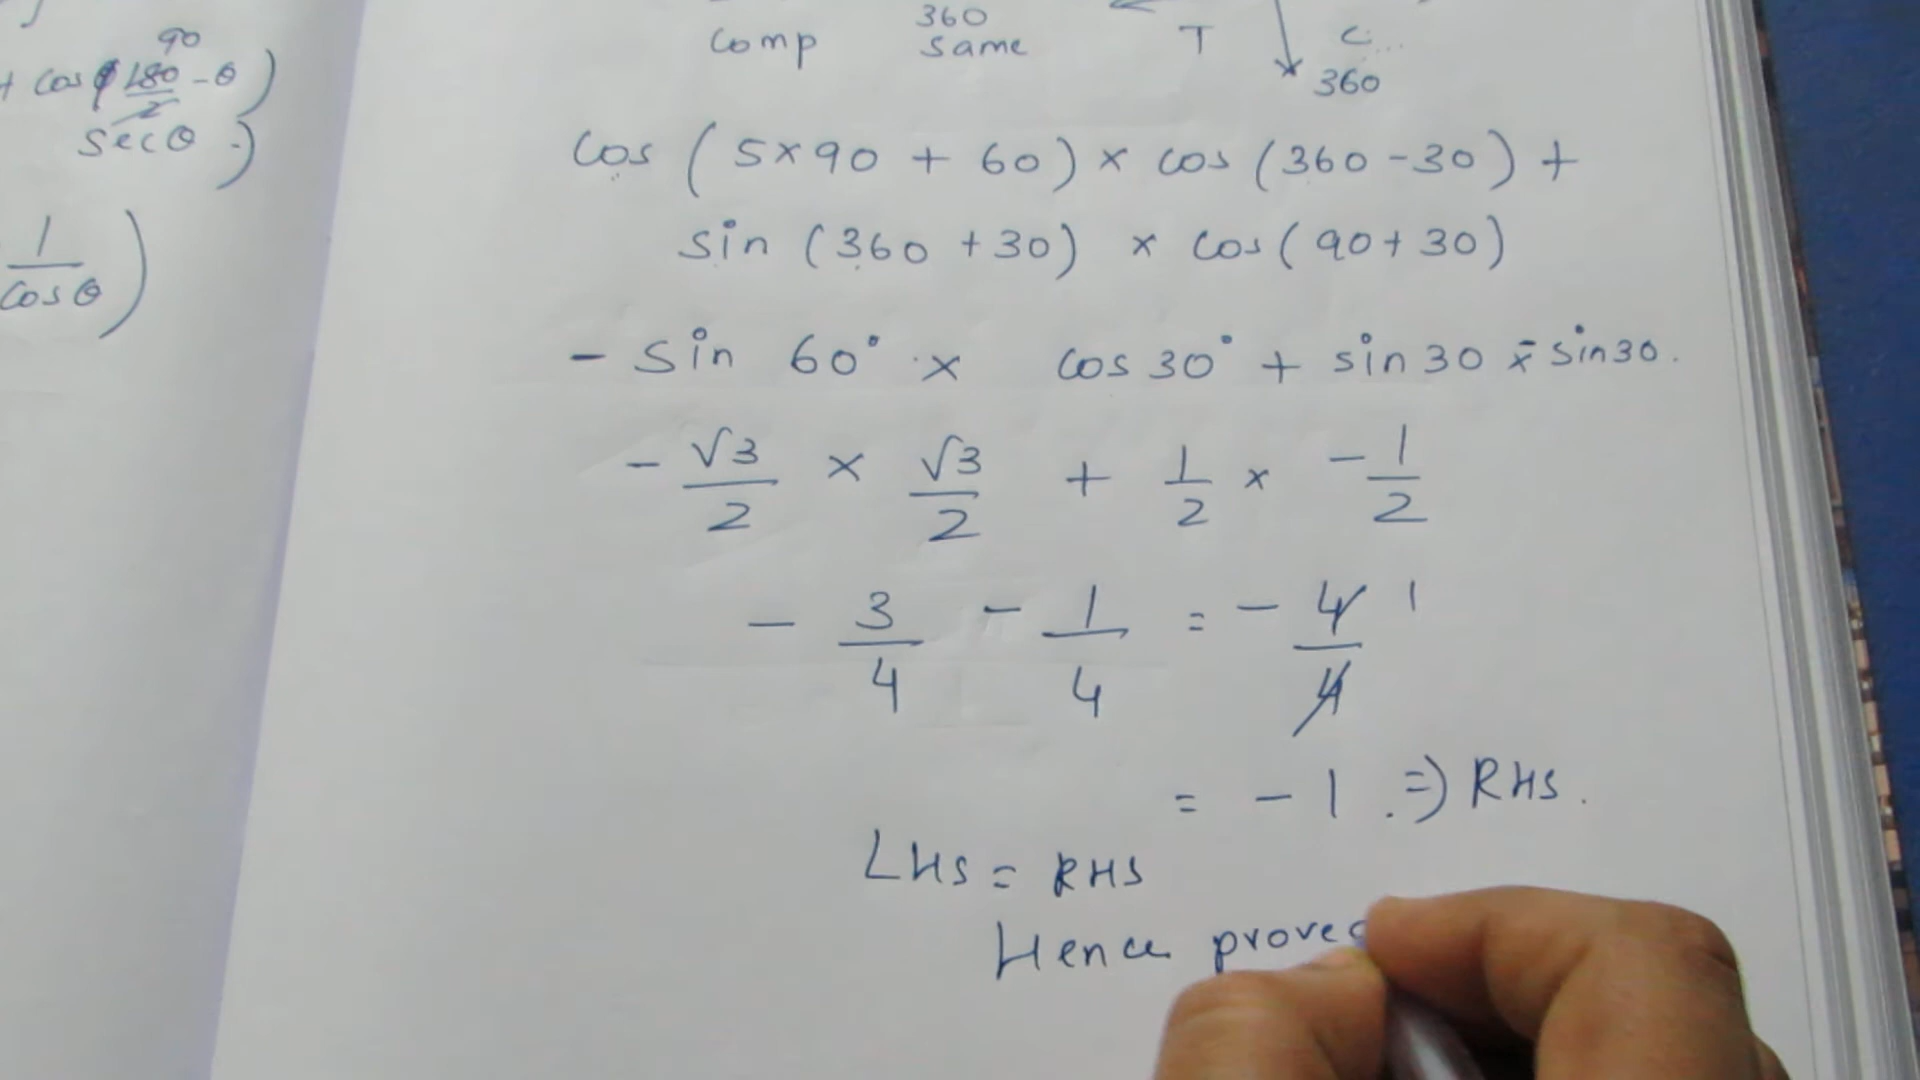 90
+ cos 180/2 - θ )
sec θ )
1/cos θ )
360
comp same T C
360
cos ( 5×90 + 60) × cos (360 -30) +
sin (360 +30) × cos( 90+30)
- sin 60° × cos 30° + sin 30 × - sin 30.
- √3/2 × √3/2 + 1/2 × - 1/2
- 3/4 - 1/4 = - 4/4 1
= - 1 . => RHS .
LHS = RHS
Hence proved